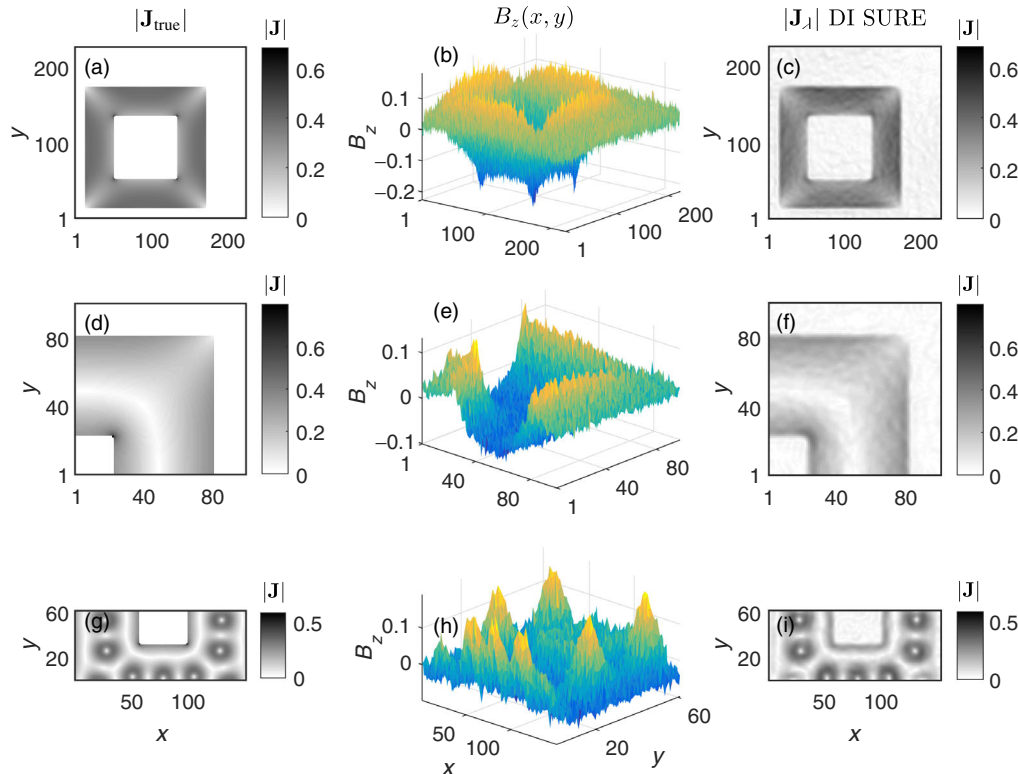 |J_true|
B_z(x, y)
|J_λ| DI SURE
(a)
y
200
100
1
1 100 200
|J|
0.6
0.4
0.2
0
(b)
B_z
0.1
0
−0.1
−0.2
1
100
200
1
100
200
(c)
y
200
100
1
1 100 200
|J|
0.6
0.4
0.2
0
(d)
y
80
40
1
1 40 80
|J|
0.6
0.4
0.2
0
(e)
B_z
0.1
0
−0.1
1
40
80
1
40
80
(f)
y
80
40
1
1 40 80
|J|
0.6
0.4
0.2
0
(g)
y
60
20
50 100
x
|J|
0.5
0
(h)
B_z
0.1
0
50
100
x
20
60
y
(i)
y
60
20
50 100
x
|J|
0.5
0